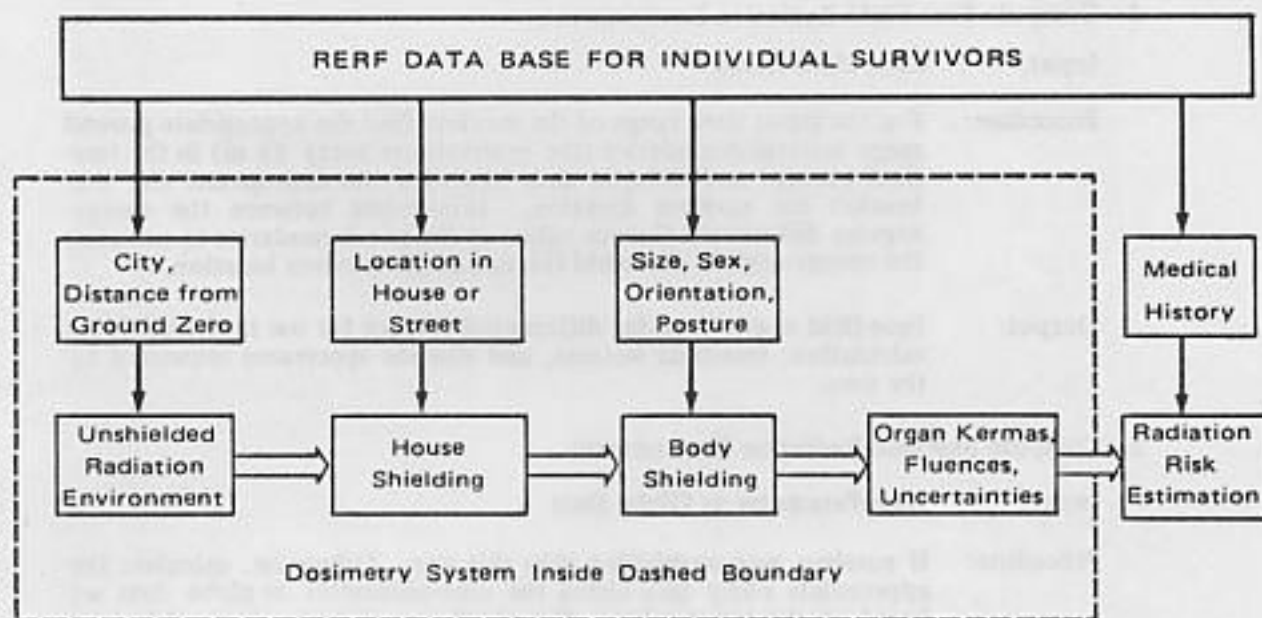 RERF DATA BASE FOR INDIVIDUAL SURVIVORS
City,
Distance from
Ground Zero
Location in
House or
Street
Size, Sex,
Orientation,
Posture
Medical
History
Unshielded
Radiation
Environment
House
Shielding
Body
Shielding
Organ Kermas,
Fluences,
Uncertainties
Radiation
Risk
Estimation
Dosimetry System Inside Dashed Boundary